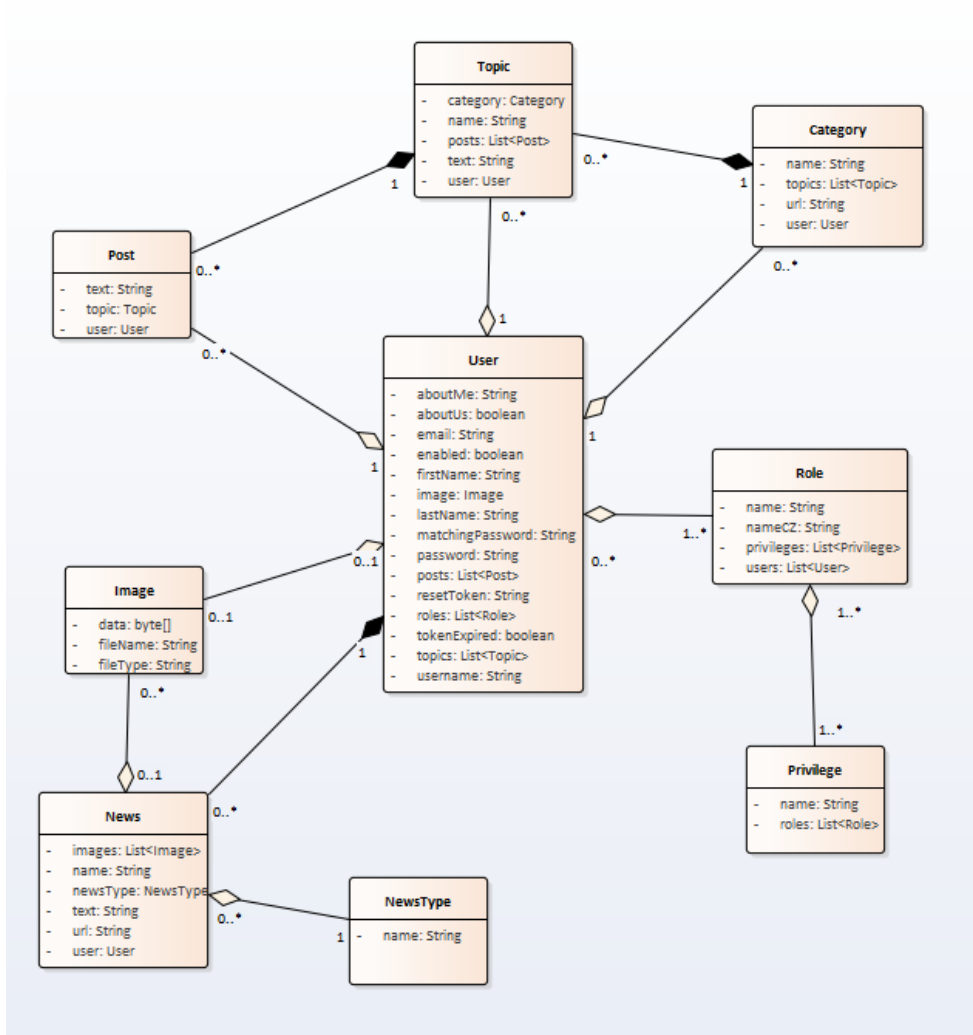 Topic
- category: Category
- name: String
- posts: List<Post>
- text: String
- user: User
0..*
1
0..*
Category
- name: String
- topics: List<Topic>
- url: String
- user: User
1
0..*
Post
- text: String
- topic: Topic
- user: User
0..*
0..*
1
User
- aboutMe: String
- aboutUs: boolean
- email: String
- enabled: boolean
- firstName: String
- image: Image
- lastName: String
- matchingPassword: String
- password: String
- posts: List<Post>
- resetToken: String
- roles: List<Role>
- tokenExpired: boolean
- topics: List<Topic>
- username: String
1
1
0..*
0..1
1
Role
- name: String
- nameCZ: String
- privileges: List<Privilege>
- users: List<User>
1..*
1..*
1..*
Image
- data: byte[]
- fileName: String
- fileType: String
0..1
0..*
Privilege
- name: String
- roles: List<Role>
0..1
0..*
News
- images: List<Image>
- name: String
- newsType: NewsType
- text: String
- url: String
- user: User
0..*
NewsType
- name: String
1